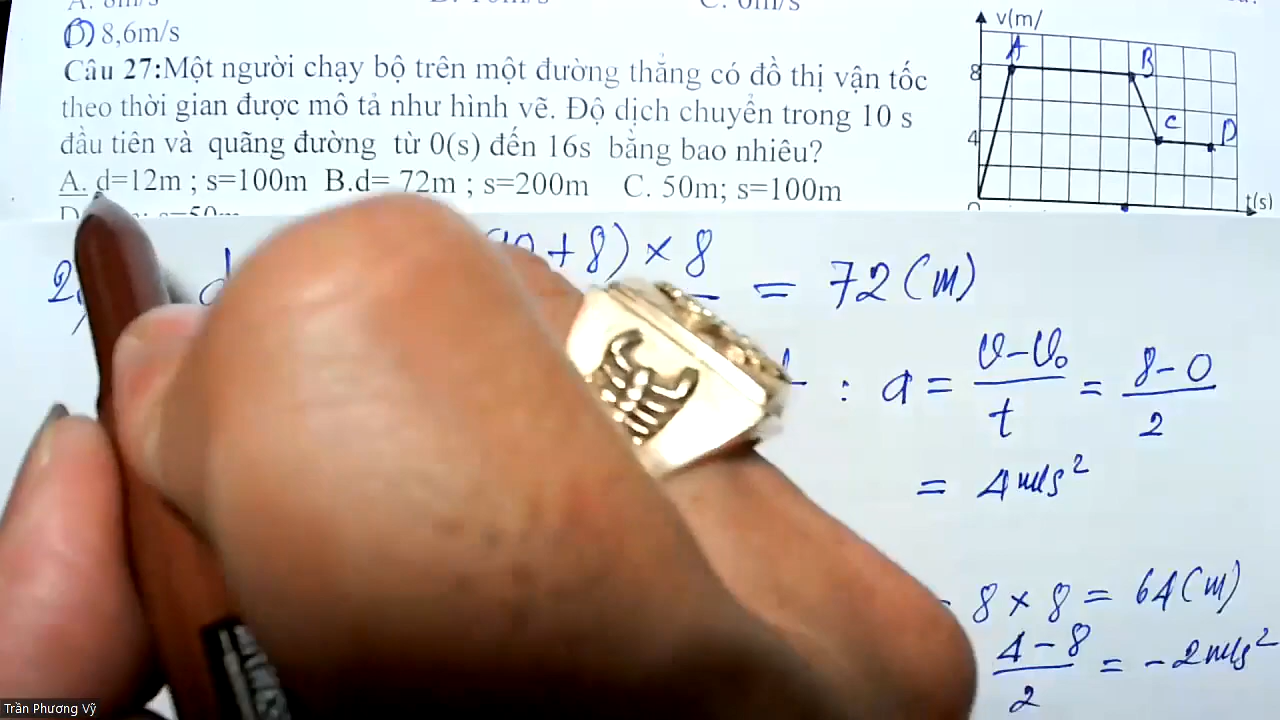 8,6m/s
Câu 27:Một người chạy bộ trên một đường thẳng có đồ thị vận tốc
theo thời gian được mô tả như hình vẽ. Độ dịch chuyển trong 10 s
đầu tiên và quãng đường từ 0(s) đến 16s bằng bao nhiêu?
A. d=12m ; s=100m B.d= 72m ; s=200m C. 50m; s=100m
v(m/
A
B
8
C
D
4
t(s)
+ 8) × 8
= 72 (m)
: a = v-v₀ / t = 8-0 / 2
= 4 m/s²
8 × 8 = 64 (m)
4-8 / 2 = -2 m/s²
Trần Phương Vỹ